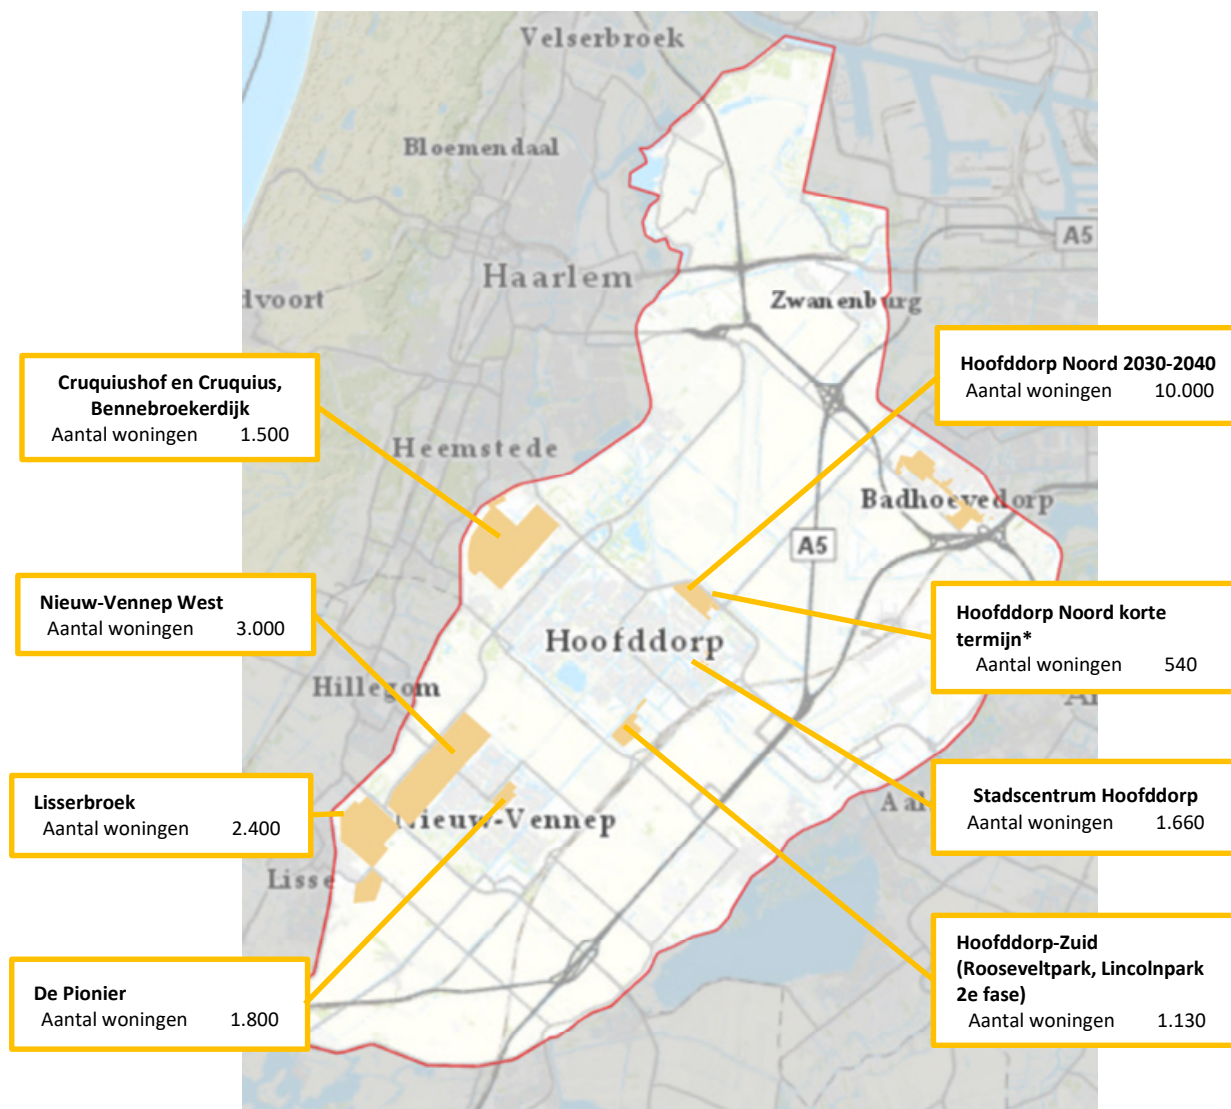 Velserbroek
Bloemendaal
A5
Haarlem
dvoort
Zwanenburg
Cruquiushof en Cruquius,
Bennebroekerdijk
Aantal woningen 1.500
Hoofddorp Noord 2030-2040
Aantal woningen 10.000
Heemstede
Badhoevedorp
A5
Nieuw-Vennep West
Aantal woningen 3.000
Hoofddorp Noord korte
termijn*
Aantal woningen 540
Hoofddorp
Hillegom
Lisserbroek
Aantal woningen 2.400
Stadscentrum Hoofddorp
Aantal woningen 1.660
Aal
Nieuw-Vennep
Lisse
De Pionier
Aantal woningen 1.800
Hoofddorp-Zuid
(Rooseveltpark, Lincolnpark
2e fase)
Aantal woningen 1.130